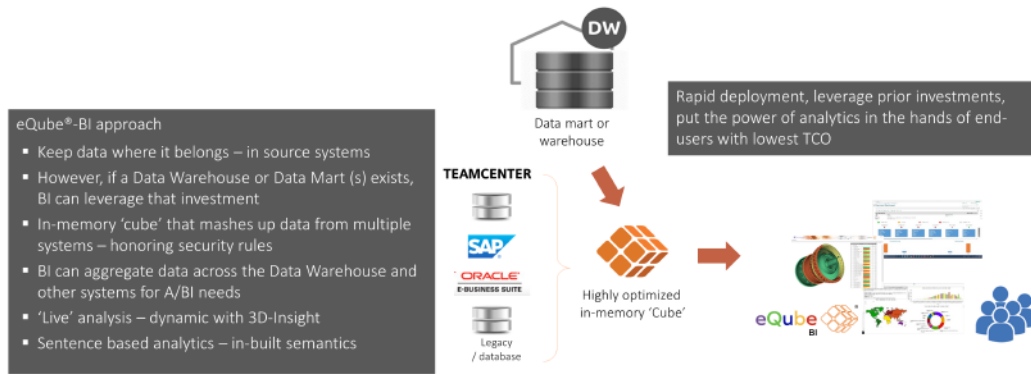 DW
Data mart or
warehouse
Rapid deployment, leverage prior investments,
put the power of analytics in the hands of end-
users with lowest TCO
eQube®-BI approach
▪ Keep data where it belongs – in source systems
▪ However, if a Data Warehouse or Data Mart (s) exists,
BI can leverage that investment
▪ In-memory ‘cube’ that mashes up data from multiple
systems – honoring security rules
▪ BI can aggregate data across the Data Warehouse and
other systems for A/BI needs
▪ ‘Live’ analysis – dynamic with 3D-Insight
▪ Sentence based analytics – in-built semantics
TEAMCENTER
SAP
ORACLE
E-BUSINESS SUITE
Legacy
/ database
Highly optimized
in-memory ‘Cube’
eQube
BI